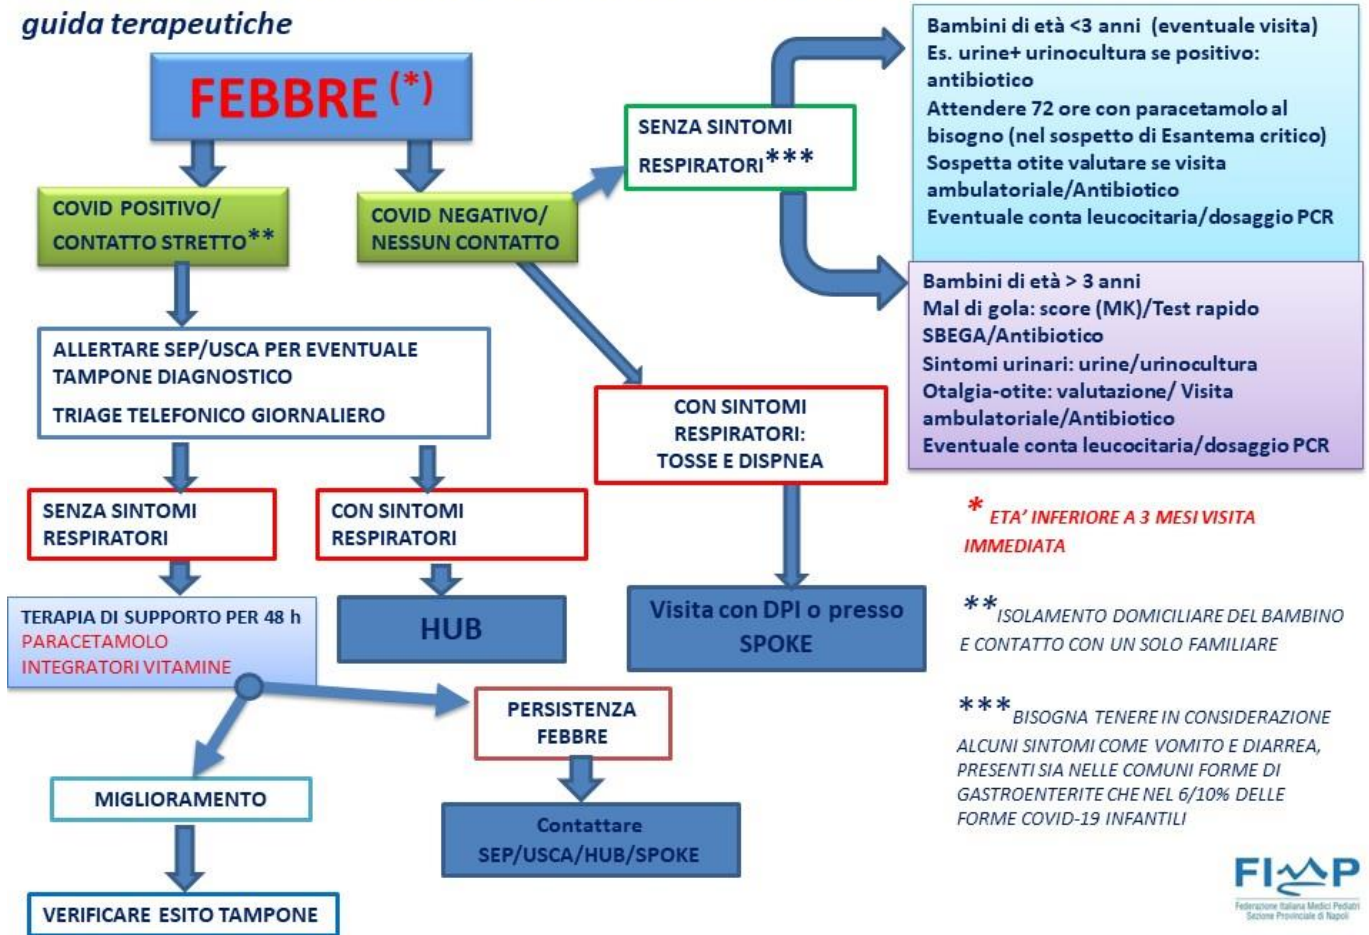 guida terapeutiche
FEBBRE (*)
COVID POSITIVO/
CONTATTO STRETTO**
COVID NEGATIVO/
NESSUN CONTATTO
SENZA SINTOMI
RESPIRATORI***
Bambini di età <3 anni (eventuale visita)
Es. urine+ urinocultura se positivo:
antibiotico
Attendere 72 ore con paracetamolo al
bisogno (nel sospetto di Esantema critico)
Sospetta otite valutare se visita
ambulatoriale/Antibiotico
Eventuale conta leucocitaria/dosaggio PCR
Bambini di età > 3 anni
Mal di gola: score (MK)/Test rapido
SBEGA/Antibiotico
Sintomi urinari: urine/urinocultura
Otalgia-otite: valutazione/ Visita
ambulatoriale/Antibiotico
Eventuale conta leucocitaria/dosaggio PCR
ALLERTARE SEP/USCA PER EVENTUALE
TAMPONE DIAGNOSTICO
TRIAGE TELEFONICO GIORNALIERO
CON SINTOMI
RESPIRATORI:
TOSSE E DISPNEA
SENZA SINTOMI
RESPIRATORI
CON SINTOMI
RESPIRATORI
TERAPIA DI SUPPORTO PER 48 h
PARACETAMOLO
INTEGRATORI VITAMINE
HUB
Visita con DPI o presso
SPOKE
PERSISTENZA
FEBBRE
MIGLIORAMENTO
Contattare
SEP/USCA/HUB/SPOKE
VERIFICARE ESITO TAMPONE
* ETA' INFERIORE A 3 MESI VISITA
IMMEDIATA
**ISOLAMENTO DOMICILIARE DEL BAMBINO
E CONTATTO CON UN SOLO FAMILIARE
***BISOGNA TENERE IN CONSIDERAZIONE
ALCUNI SINTOMI COME VOMITO E DIARREA,
PRESENTI SIA NELLE COMUNI FORME DI
GASTROENTERITE CHE NEL 6/10% DELLE
FORME COVID-19 INFANTILI
FIMP
Federazione Italiana Medici Pediatri
Sezione Provinciale di Napoli